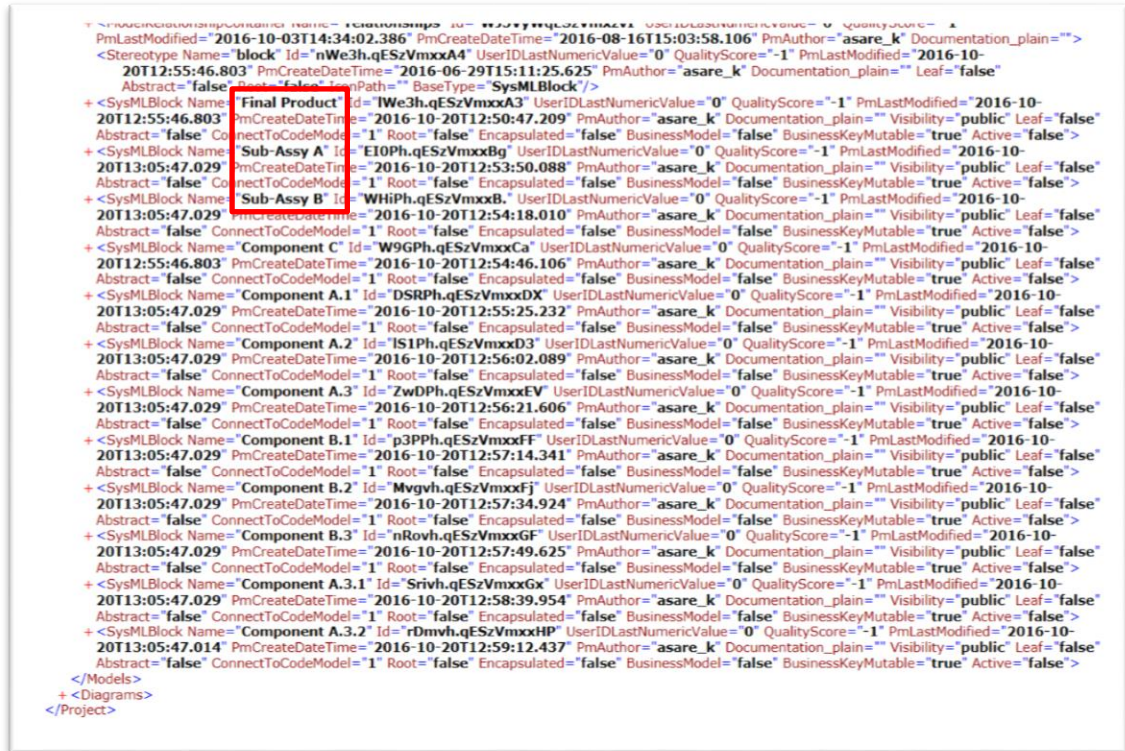 + <ModelRelationshipContainer Name="relationships" Id= UserIDLastNumericValue="0" QualityScore="-1"
PmLastModified="2016-10-03T14:34:02.386" PmCreateDateTime="2016-08-16T15:03:58.106" PmAuthor="asare_k" Documentation_plain="">
<Stereotype Name="block" Id="nWe3h.qESzVmxxA4" UserIDLastNumericValue="0" QualityScore="-1" PmLastModified="2016-10-
20T12:55:46.803" PmCreateDateTime="2016-06-29T15:11:25.625" PmAuthor="asare_k" Documentation_plain="" Leaf="false"
Abstract="false" Root="false" IconPath="" BaseType="SysMLBlock"/>
+ <SysMLBlock Name="Final Product" Id="lWe3h.qESzVmxxA3" UserIDLastNumericValue="0" QualityScore="-1" PmLastModified="2016-10-
20T12:55:46.803" PmCreateDateTime="2016-10-20T12:50:47.209" PmAuthor="asare_k" Documentation_plain="" Visibility="public" Leaf="false"
Abstract="false" ConnectToCodeModel="1" Root="false" Encapsulated="false" BusinessModel="false" BusinessKeyMutable="true" Active="false">
+ <SysMLBlock Name="Sub-Assy A" Id="EI0Ph.qESzVmxxBg" UserIDLastNumericValue="0" QualityScore="-1" PmLastModified="2016-10-
20T13:05:47.029" PmCreateDateTime="2016-10-20T12:53:50.088" PmAuthor="asare_k" Documentation_plain="" Visibility="public" Leaf="false"
Abstract="false" ConnectToCodeModel="1" Root="false" Encapsulated="false" BusinessModel="false" BusinessKeyMutable="true" Active="false">
+ <SysMLBlock Name="Sub-Assy B" Id="WHiPh.qESzVmxxB." UserIDLastNumericValue="0" QualityScore="-1" PmLastModified="2016-10-
20T13:05:47.029" PmCreateDateTime="2016-10-20T12:54:18.010" PmAuthor="asare_k" Documentation_plain="" Visibility="public" Leaf="false"
Abstract="false" ConnectToCodeModel="1" Root="false" Encapsulated="false" BusinessModel="false" BusinessKeyMutable="true" Active="false">
+ <SysMLBlock Name="Component C" Id="W9GPh.qESzVmxxCa" UserIDLastNumericValue="0" QualityScore="-1" PmLastModified="2016-10-
20T12:55:46.803" PmCreateDateTime="2016-10-20T12:54:46.106" PmAuthor="asare_k" Documentation_plain="" Visibility="public" Leaf="false"
Abstract="false" ConnectToCodeModel="1" Root="false" Encapsulated="false" BusinessModel="false" BusinessKeyMutable="true" Active="false">
+ <SysMLBlock Name="Component A.1" Id="DSRPh.qESzVmxxDX" UserIDLastNumericValue="0" QualityScore="-1" PmLastModified="2016-10-
20T13:05:47.029" PmCreateDateTime="2016-10-20T12:55:25.232" PmAuthor="asare_k" Documentation_plain="" Visibility="public" Leaf="false"
Abstract="false" ConnectToCodeModel="1" Root="false" Encapsulated="false" BusinessModel="false" BusinessKeyMutable="true" Active="false">
+ <SysMLBlock Name="Component A.2" Id="lS1Ph.qESzVmxxD3" UserIDLastNumericValue="0" QualityScore="-1" PmLastModified="2016-10-
20T13:05:47.029" PmCreateDateTime="2016-10-20T12:56:02.089" PmAuthor="asare_k" Documentation_plain="" Visibility="public" Leaf="false"
Abstract="false" ConnectToCodeModel="1" Root="false" Encapsulated="false" BusinessModel="false" BusinessKeyMutable="true" Active="false">
+ <SysMLBlock Name="Component A.3" Id="ZwDPh.qESzVmxxEV" UserIDLastNumericValue="0" QualityScore="-1" PmLastModified="2016-10-
20T13:05:47.029" PmCreateDateTime="2016-10-20T12:56:21.606" PmAuthor="asare_k" Documentation_plain="" Visibility="public" Leaf="false"
Abstract="false" ConnectToCodeModel="1" Root="false" Encapsulated="false" BusinessModel="false" BusinessKeyMutable="true" Active="false">
+ <SysMLBlock Name="Component B.1" Id="p3PPh.qESzVmxxFF" UserIDLastNumericValue="0" QualityScore="-1" PmLastModified="2016-10-
20T13:05:47.029" PmCreateDateTime="2016-10-20T12:57:14.341" PmAuthor="asare_k" Documentation_plain="" Visibility="public" Leaf="false"
Abstract="false" ConnectToCodeModel="1" Root="false" Encapsulated="false" BusinessModel="false" BusinessKeyMutable="true" Active="false">
+ <SysMLBlock Name="Component B.2" Id="Mvgvh.qESzVmxxFj" UserIDLastNumericValue="0" QualityScore="-1" PmLastModified="2016-10-
20T13:05:47.029" PmCreateDateTime="2016-10-20T12:57:34.924" PmAuthor="asare_k" Documentation_plain="" Visibility="public" Leaf="false"
Abstract="false" ConnectToCodeModel="1" Root="false" Encapsulated="false" BusinessModel="false" BusinessKeyMutable="true" Active="false">
+ <SysMLBlock Name="Component B.3" Id="nRovh.qESzVmxxGF" UserIDLastNumericValue="0" QualityScore="-1" PmLastModified="2016-10-
20T13:05:47.029" PmCreateDateTime="2016-10-20T12:57:49.625" PmAuthor="asare_k" Documentation_plain="" Visibility="public" Leaf="false"
Abstract="false" ConnectToCodeModel="1" Root="false" Encapsulated="false" BusinessModel="false" BusinessKeyMutable="true" Active="false">
+ <SysMLBlock Name="Component A.3.1" Id="Srivh.qESzVmxxGx" UserIDLastNumericValue="0" QualityScore="-1" PmLastModified="2016-10-
20T13:05:47.029" PmCreateDateTime="2016-10-20T12:58:39.954" PmAuthor="asare_k" Documentation_plain="" Visibility="public" Leaf="false"
Abstract="false" ConnectToCodeModel="1" Root="false" Encapsulated="false" BusinessModel="false" BusinessKeyMutable="true" Active="false">
+ <SysMLBlock Name="Component A.3.2" Id="rDmvh.qESzVmxxHP" UserIDLastNumericValue="0" QualityScore="-1" PmLastModified="2016-10-
20T13:05:47.014" PmCreateDateTime="2016-10-20T12:59:12.437" PmAuthor="asare_k" Documentation_plain="" Visibility="public" Leaf="false"
Abstract="false" ConnectToCodeModel="1" Root="false" Encapsulated="false" BusinessModel="false" BusinessKeyMutable="true" Active="false">
</Models>
+ <Diagrams>
</Project>